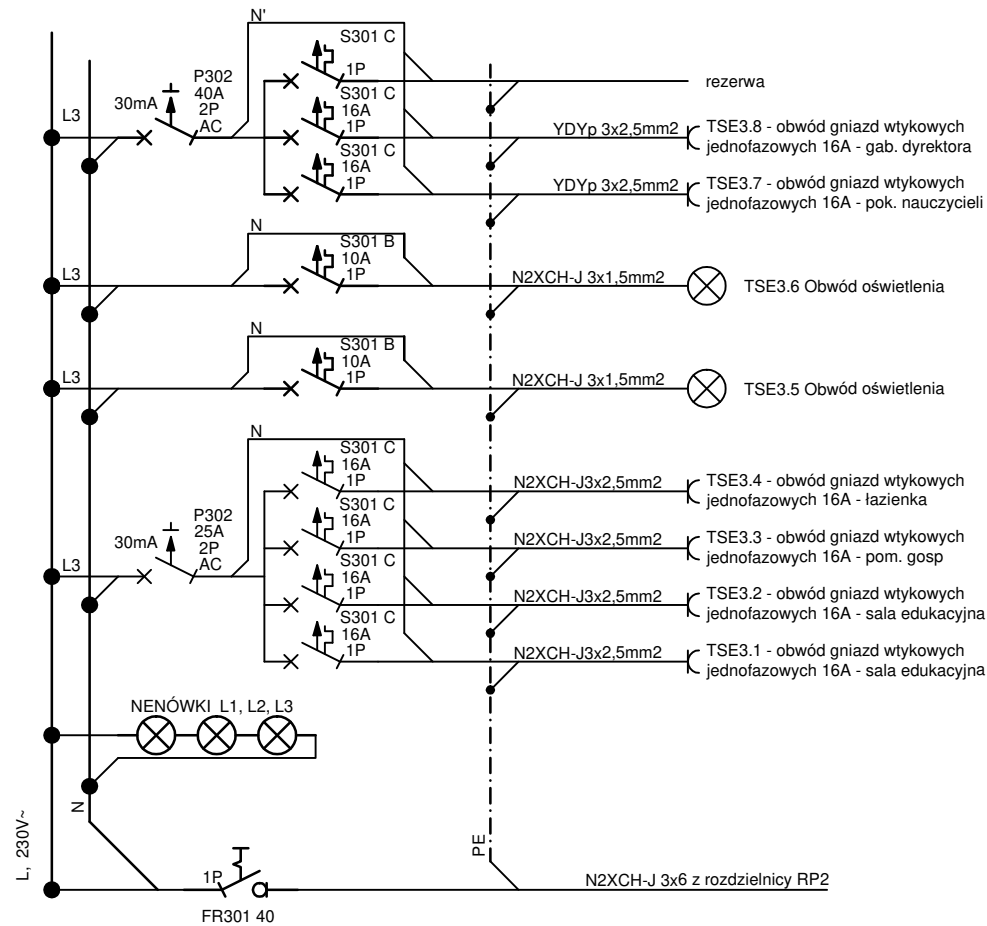 N'
S301 C
1P
rezerwa
P302
40A
2P
AC
30mA
L3
S301 C
16A
1P
YDYp 3x2,5mm2
TSE3.8 - obwód gniazd wtykowych
jednofazowych 16A - gab. dyrektora
S301 C
16A
1P
YDYp 3x2,5mm2
TSE3.7 - obwód gniazd wtykowych
jednofazowych 16A - pok. nauczycieli
N
S301 B
10A
1P
L3
N2XCH-J 3x1,5mm2
TSE3.6 Obwód oświetlenia
N
S301 B
10A
1P
L3
N2XCH-J 3x1,5mm2
TSE3.5 Obwód oświetlenia
N
S301 C
16A
1P
N2XCH-J3x2,5mm2
TSE3.4 - obwód gniazd wtykowych
jednofazowych 16A - łazienka
P302
25A
2P
AC
30mA
L3
S301 C
16A
1P
N2XCH-J3x2,5mm2
TSE3.3 - obwód gniazd wtykowych
jednofazowych 16A - pom. gosp
S301 C
16A
1P
N2XCH-J3x2,5mm2
TSE3.2 - obwód gniazd wtykowych
jednofazowych 16A - sala edukacyjna
S301 C
16A
1P
N2XCH-J3x2,5mm2
TSE3.1 - obwód gniazd wtykowych
jednofazowych 16A - sala edukacyjna
NENÓWKI L1, L2, L3
N
L, 230V~
PE
1P
FR301 40
N2XCH-J 3x6 z rozdzielnicy RP2